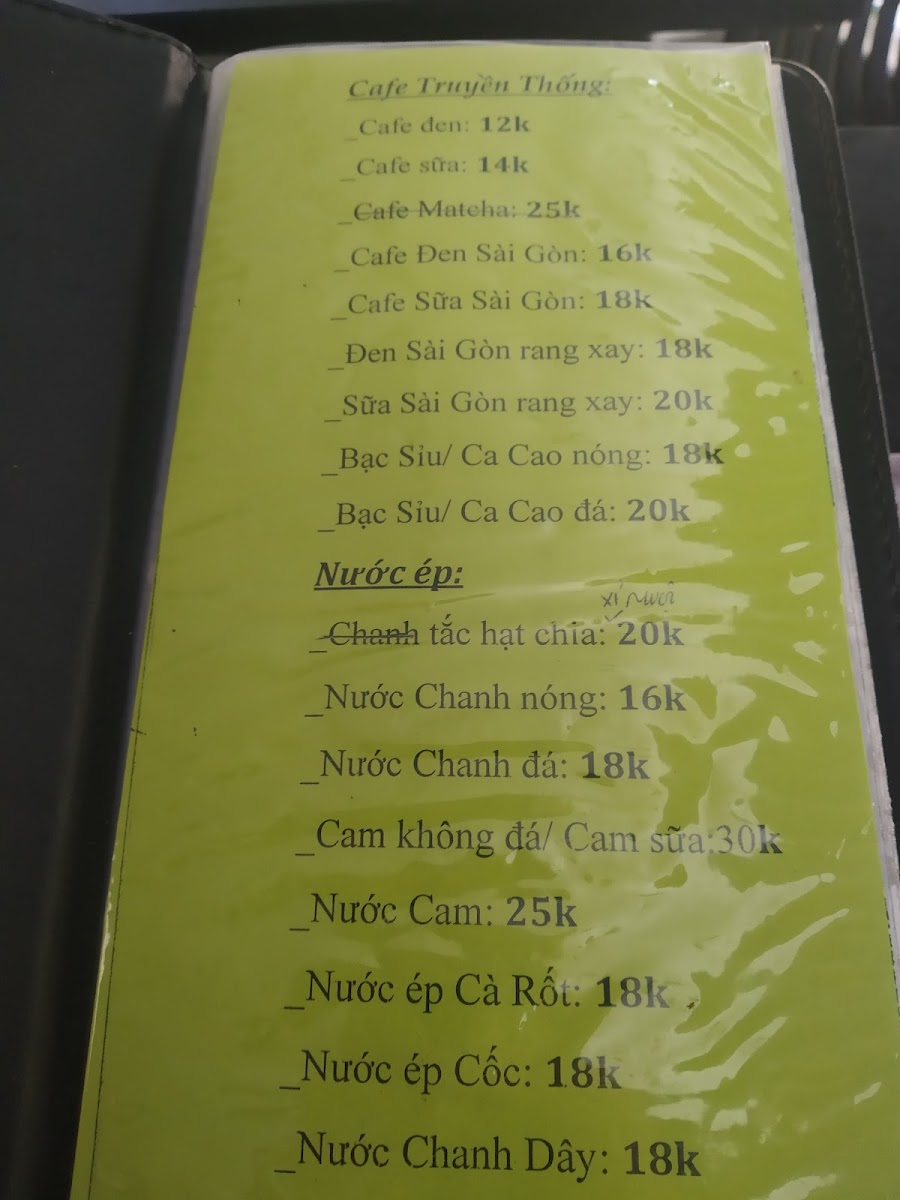 Cafe Truyền Thống:
_Cafe đen: 12k
_Cafe sữa: 14k
_Cafe Matcha: 25k
_Cafe Đen Sài Gòn: 16k
_Cafe Sữa Sài Gòn: 18k
_Đen Sài Gòn rang xay: 18k
_Sữa Sài Gòn rang xay: 20k
_Bạc Sỉu/ Ca Cao nóng: 18k
_Bạc Sỉu/ Ca Cao đá: 20k
Nước ép:
xí muội
_Chanh tắc hạt chia: 20k
_Nước Chanh nóng: 16k
_Nước Chanh đá: 18k
_Cam không đá/ Cam sữa:30k
_Nước Cam: 25k
_Nước ép Cà Rốt: 18k
_Nước ép Cốc: 18k
_Nước Chanh Dây: 18k